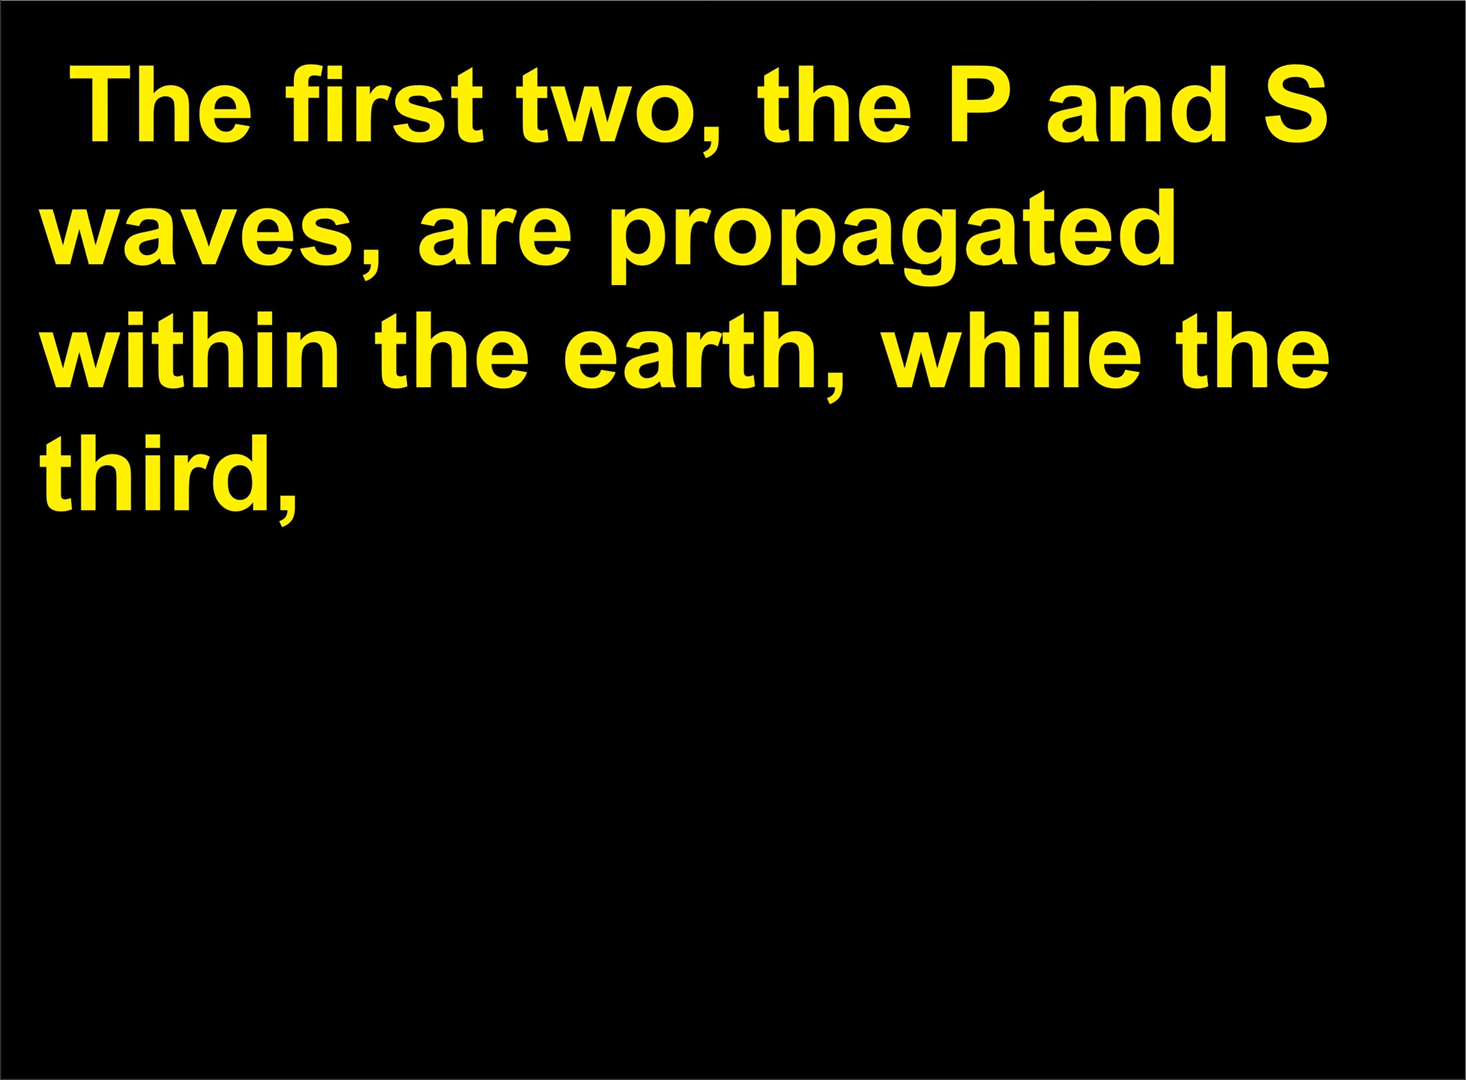 The first two, the P and S
waves, are propagated
within the earth, while the
third,